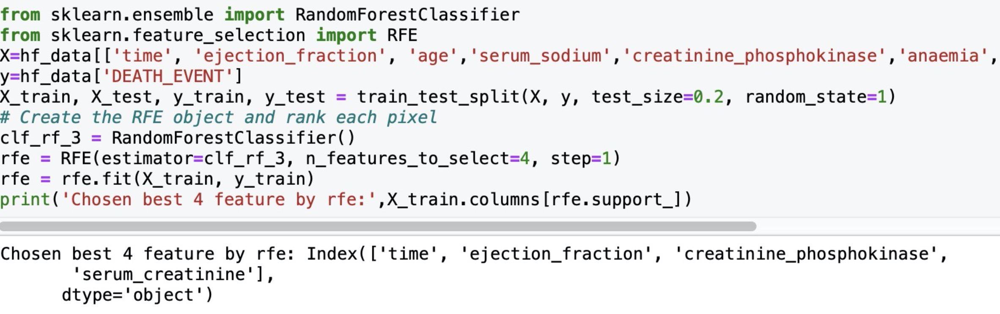 from sklearn.ensemble import RandomForestClassifier
from sklearn.feature_selection import RFE
X=hf_data[['time', 'ejection_fraction', 'age','serum_sodium','creatinine_phosphokinase','anaemia',
y=hf_data['DEATH_EVENT']
X_train, X_test, y_train, y_test = train_test_split(X, y, test_size=0.2, random_state=1)
# Create the RFE object and rank each pixel
clf_rf_3 = RandomForestClassifier()
rfe = RFE(estimator=clf_rf_3, n_features_to_select=4, step=1)
rfe = rfe.fit(X_train, y_train)
print('Chosen best 4 feature by rfe:',X_train.columns[rfe.support_])
Chosen best 4 feature by rfe: Index(['time', 'ejection_fraction', 'creatinine_phosphokinase',
'serum_creatinine'],
dtype='object')